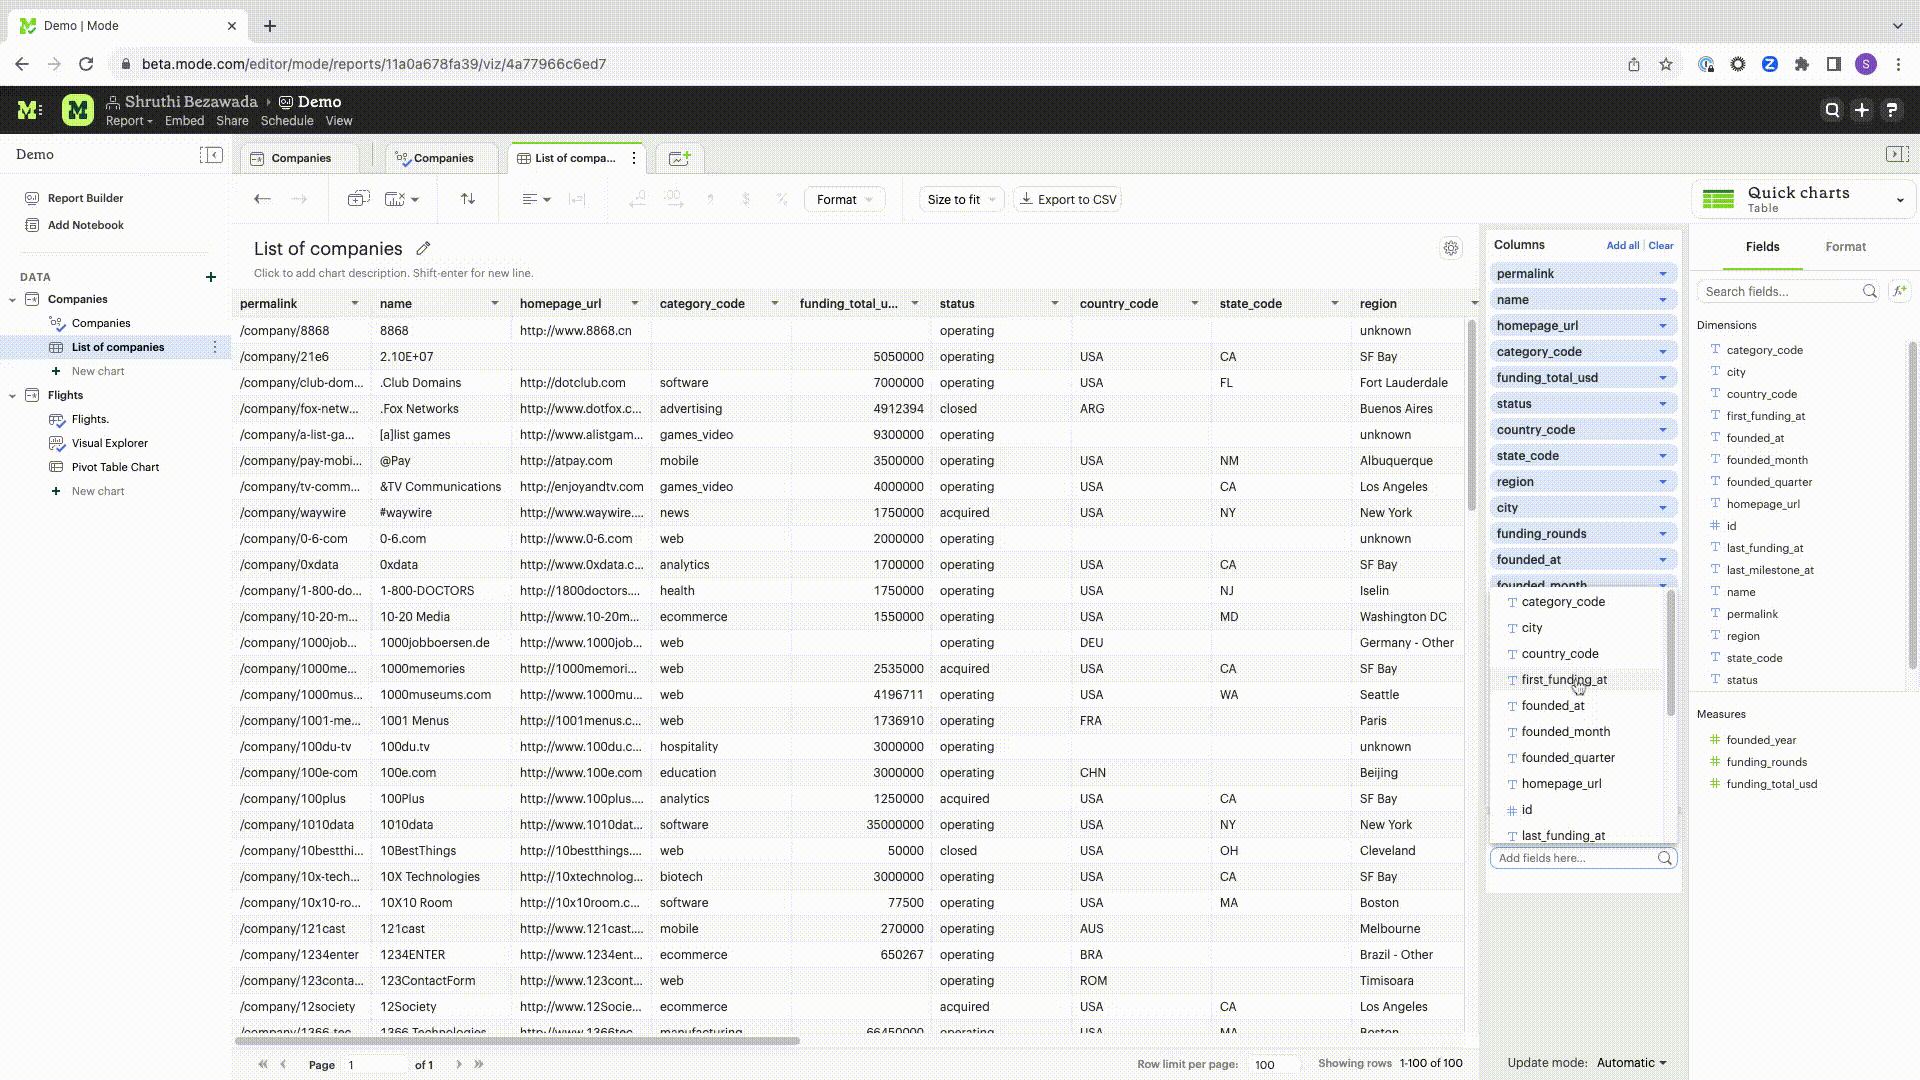 Demo | Mode
beta.mode.com/editor/mode/reports/11a0a678fa39/viz/4a77966c6ed7
S
Shruthi Bezawada › Demo
Report Embed Share Schedule View
Demo
Companies
Companies
List of compa...
Report Builder
Add Notebook
DATA
Companies
Companies
List of companies
New chart
Flights
Flights.
Visual Explorer
Pivot Table Chart
New chart
Format
Size to fit
Export to CSV
Quick charts
Table
List of companies
Click to add chart description. Shift-enter for new line.
permalink name homepage_url category_code funding_total_u... status country_code state_code region
/company/8868 8868 http://www.8868.cn operating unknown
/company/21e6 2.10E+07 5050000 operating USA CA SF Bay
/company/club-dom... .Club Domains http://dotclub.com software 7000000 operating USA FL Fort Lauderdale
/company/fox-netw... .Fox Networks http://www.dotfox.c... advertising 4912394 closed ARG Buenos Aires
/company/a-list-ga... [a]list games http://www.alistgam... games_video 9300000 operating unknown
/company/pay-mobi... @Pay http://atpay.com mobile 3500000 operating USA NM Albuquerque
/company/tv-comm... &TV Communications http://enjoyandtv.com games_video 4000000 operating USA CA Los Angeles
/company/waywire #waywire http://www.waywire.... news 1750000 acquired USA NY New York
/company/0-6-com 0-6.com http://www.0-6.com web 2000000 operating unknown
/company/0xdata 0xdata http://www.0xdata.c... analytics 1700000 operating USA CA SF Bay
/company/1-800-do... 1-800-DOCTORS http://1800doctors.... health 1750000 operating USA NJ Iselin
/company/10-20-m... 10-20 Media http://www.10-20m... ecommerce 1550000 operating USA MD Washington DC
/company/1000job... 1000jobboersen.de http://www.1000job... web operating DEU Germany - Other
/company/1000me... 1000memories http://1000memori... web 2535000 acquired USA CA SF Bay
/company/1000mus... 1000museums.com http://www.1000mu... web 4196711 operating USA WA Seattle
/company/1001-me... 1001 Menus http://1001menus.c... web 1736910 operating FRA Paris
/company/100du-tv 100du.tv http://www.100du.c... hospitality 3000000 operating unknown
/company/100e-com 100e.com http://www.100e.com education 3000000 operating CHN Beijing
/company/100plus 100Plus http://www.100plus.... analytics 1250000 acquired USA CA SF Bay
/company/1010data 1010data http://www.1010dat... software 35000000 operating USA NY New York
/company/10bestthi... 10BestThings http://10bestthings.... web 50000 closed USA OH Cleveland
/company/10x-tech... 10X Technologies http://10xtechnolog... biotech 3000000 operating USA CA SF Bay
/company/10x10-ro... 10X10 Room http://10x10room.c... software 77500 operating USA MA Boston
/company/121cast 121cast http://www.121cast.... mobile 270000 operating AUS Melbourne
/company/1234enter 1234ENTER http://www.1234ent... ecommerce 650267 operating BRA Brazil - Other
/company/123conta... 123ContactForm http://www.123cont... web operating ROM Timisoara
/company/12society 12Society http://www.12Socie... ecommerce acquired USA CA Los Angeles
/company/1366-tec... 1366 Technologies http://www.1366tec... manufacturing 66450000 operating USA MA Boston
Page 1 of 1
Row limit per page: 100
Showing rows 1-100 of 100
Columns Add all | Clear
permalink
name
homepage_url
category_code
funding_total_usd
status
country_code
state_code
region
city
funding_rounds
founded_at
founded_month
category_code
city
country_code
first_funding_at
founded_at
founded_month
founded_quarter
homepage_url
id
last_funding_at
Add fields here...
Update mode: Automatic
Fields Format
Search fields...
Dimensions
category_code
city
country_code
first_funding_at
founded_at
founded_month
founded_quarter
homepage_url
id
last_funding_at
last_milestone_at
name
permalink
region
state_code
status
Measures
founded_year
funding_rounds
funding_total_usd